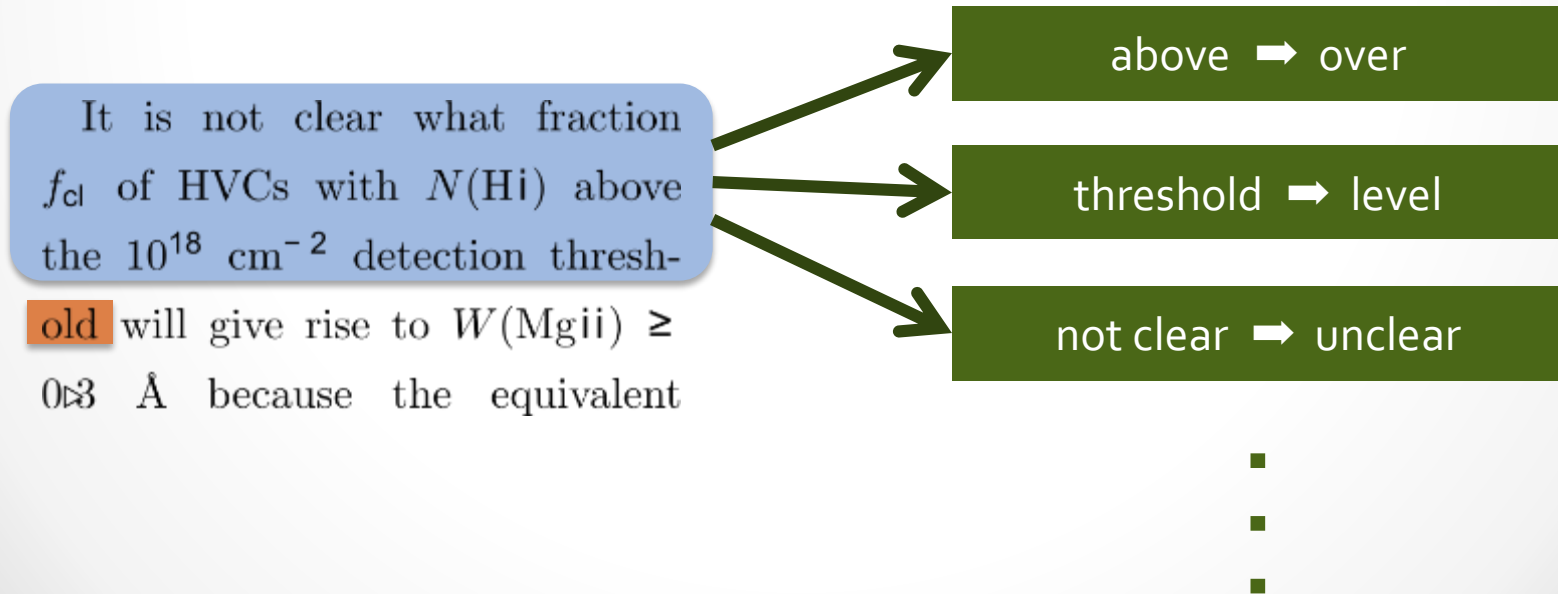 It is not clear what fraction
f_cl of HVCs with N(Hi) above
the 10^18 cm^− 2 detection thresh-
old will give rise to W(Mgii) ≥
0⊳3 Å because the equivalent
above ➡ over
threshold ➡ level
not clear ➡ unclear